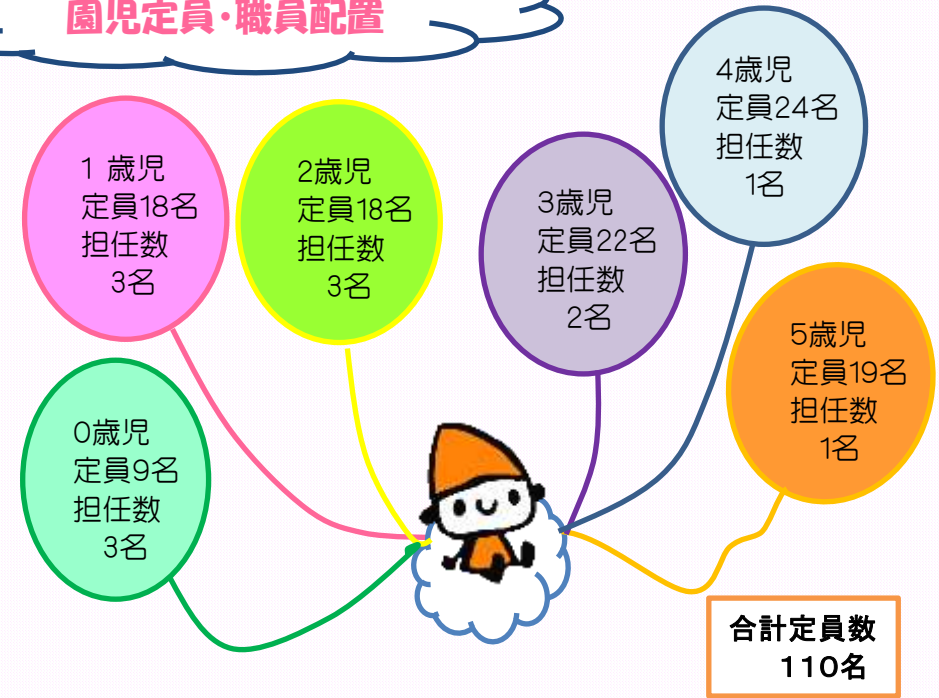 園児定員・職員配置
0歳児
定員9名
担任数
3名
1 歳児
定員18名
担任数
3名
2歳児
定員18名
担任数
3名
3歳児
定員22名
担任数
2名
4歳児
定員24名
担任数
1名
5歳児
定員19名
担任数
1名
合計定員数
110名